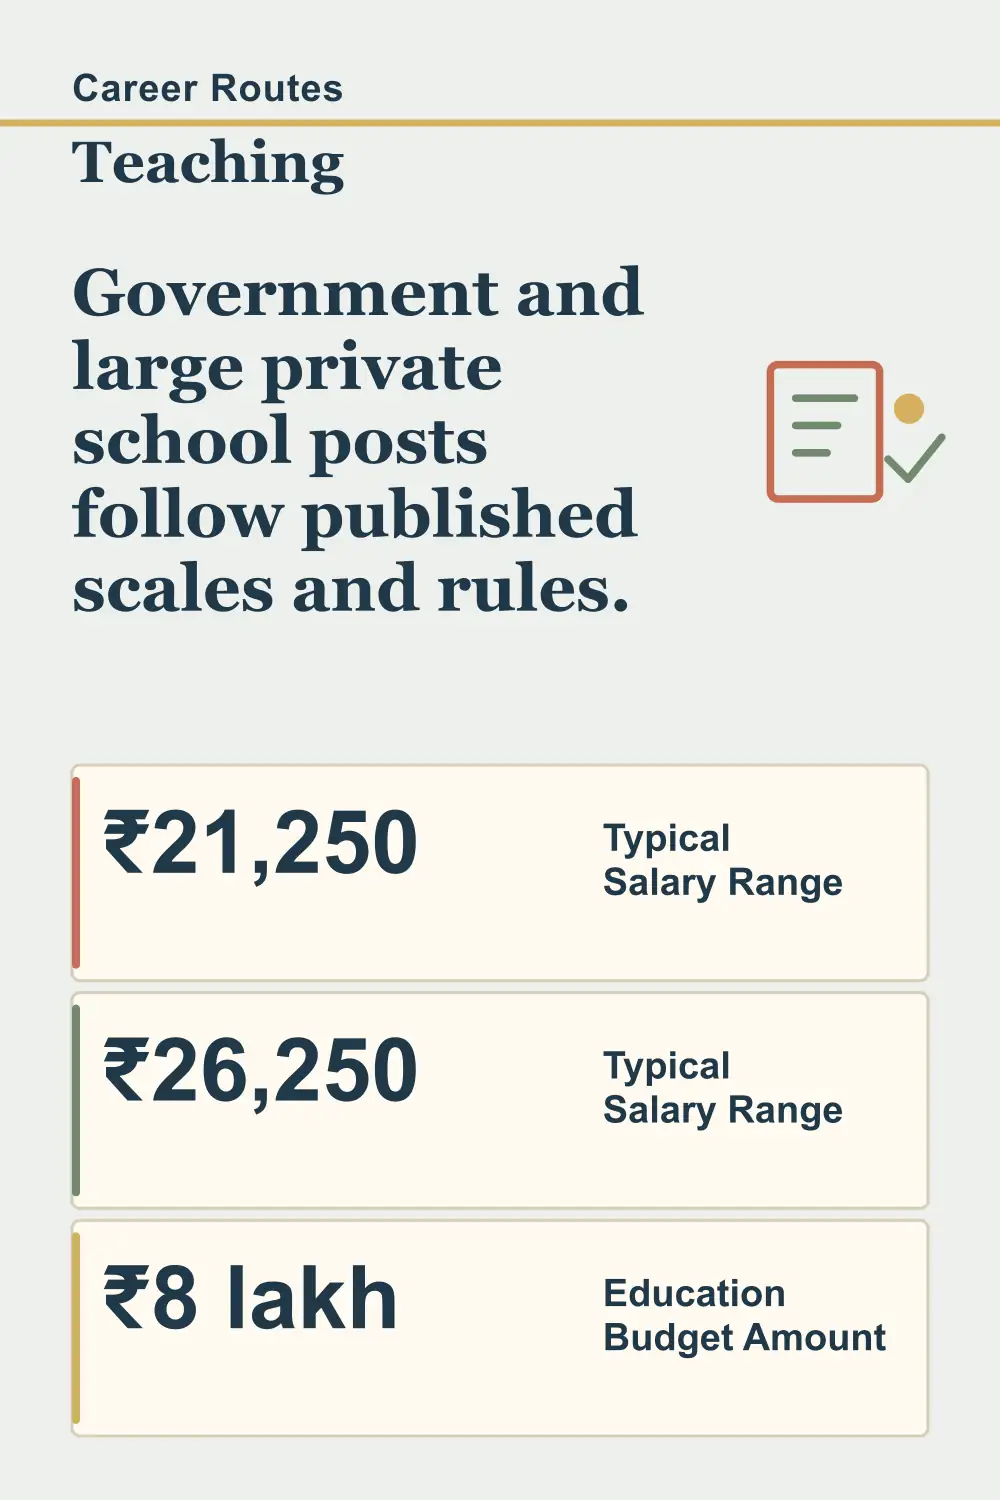 Career Routes
Teaching
Government and
large private
school posts
follow published
scales and rules.
₹21,250
Typical
Salary Range
₹26,250
Typical
Salary Range
₹8 lakh
Education
Budget Amount